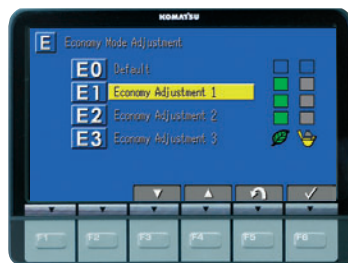 KOMATSU
E Economy Mode Adjustment
E0 Default
E1 Economy Adjustment 1
E2 Economy Adjustment 2
E3 Economy Adjustment 3
F1 F2 F3 F4 F5 F6